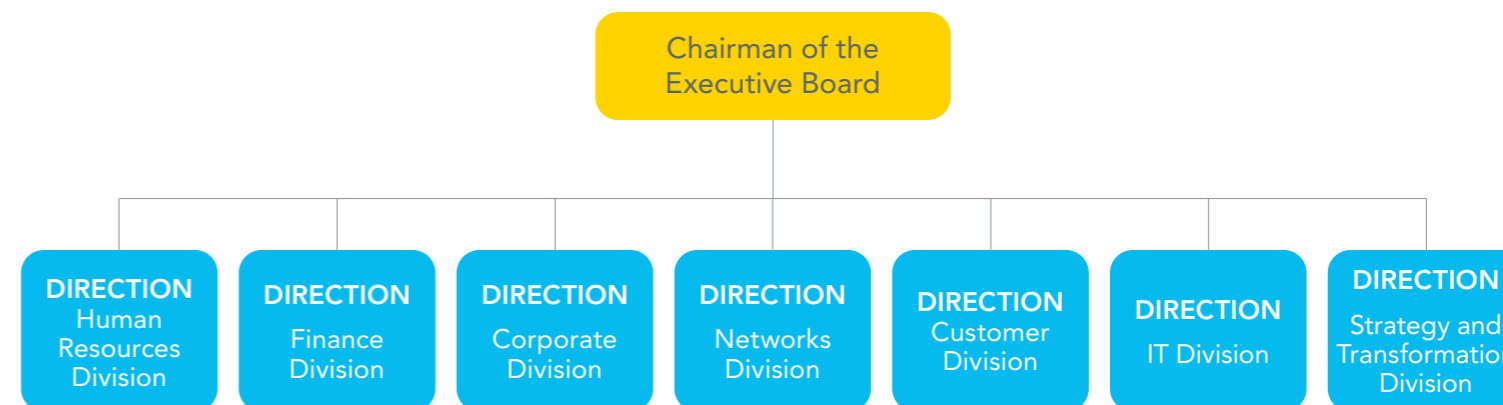 Chairman of the
Executive Board
DIRECTION
Human
Resources
Division
DIRECTION
Finance
Division
DIRECTION
Corporate
Division
DIRECTION
Networks
Division
DIRECTION
Customer
Division
DIRECTION
IT Division
DIRECTION
Strategy and
Transformation
Division